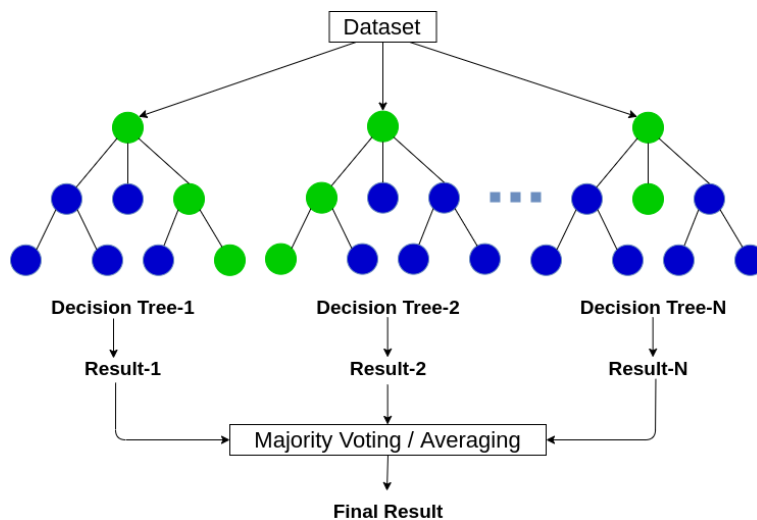 Dataset
Decision Tree-1
Decision Tree-2
Decision Tree-N
Result-1
Result-2
Result-N
Majority Voting / Averaging
Final Result